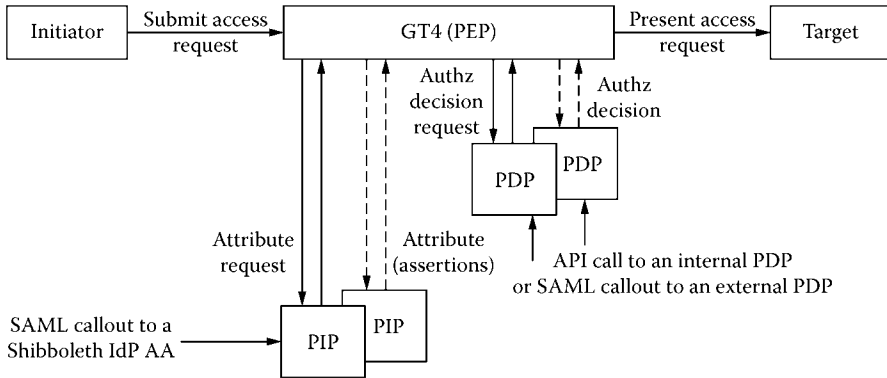 Initiator
Submit access
request
GT4 (PEP)
Present access
request
Target
Authz
decision
request
Authz
decision
PDP
PDP
Attribute
request
Attribute
(assertions)
API call to an internal PDP
or SAML callout to an external PDP
SAML callout to a
Shibboleth IdP AA
PIP
PIP